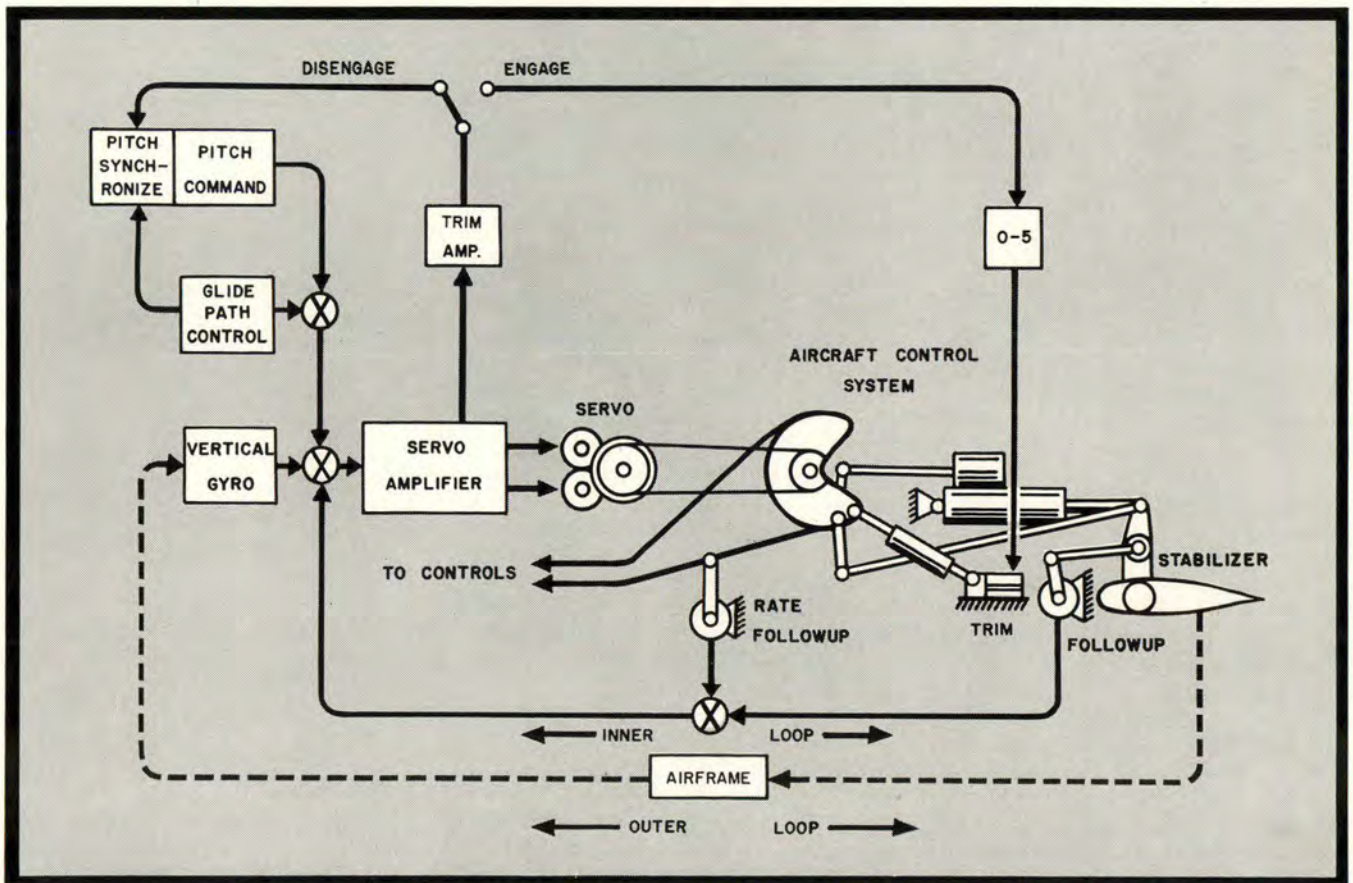 DISENGAGE
ENGAGE
PITCH
SYNCH-
RONIZE
PITCH
COMMAND
TRIM
AMP.
O-5
GLIDE
PATH
CONTROL
AIRCRAFT CONTROL
SYSTEM
SERVO
VERTICAL
GYRO
SERVO
AMPLIFIER
TO CONTROLS
STABILIZER
RATE
FOLLOWUP
TRIM
FOLLOWUP
INNER LOOP
AIRFRAME
OUTER LOOP